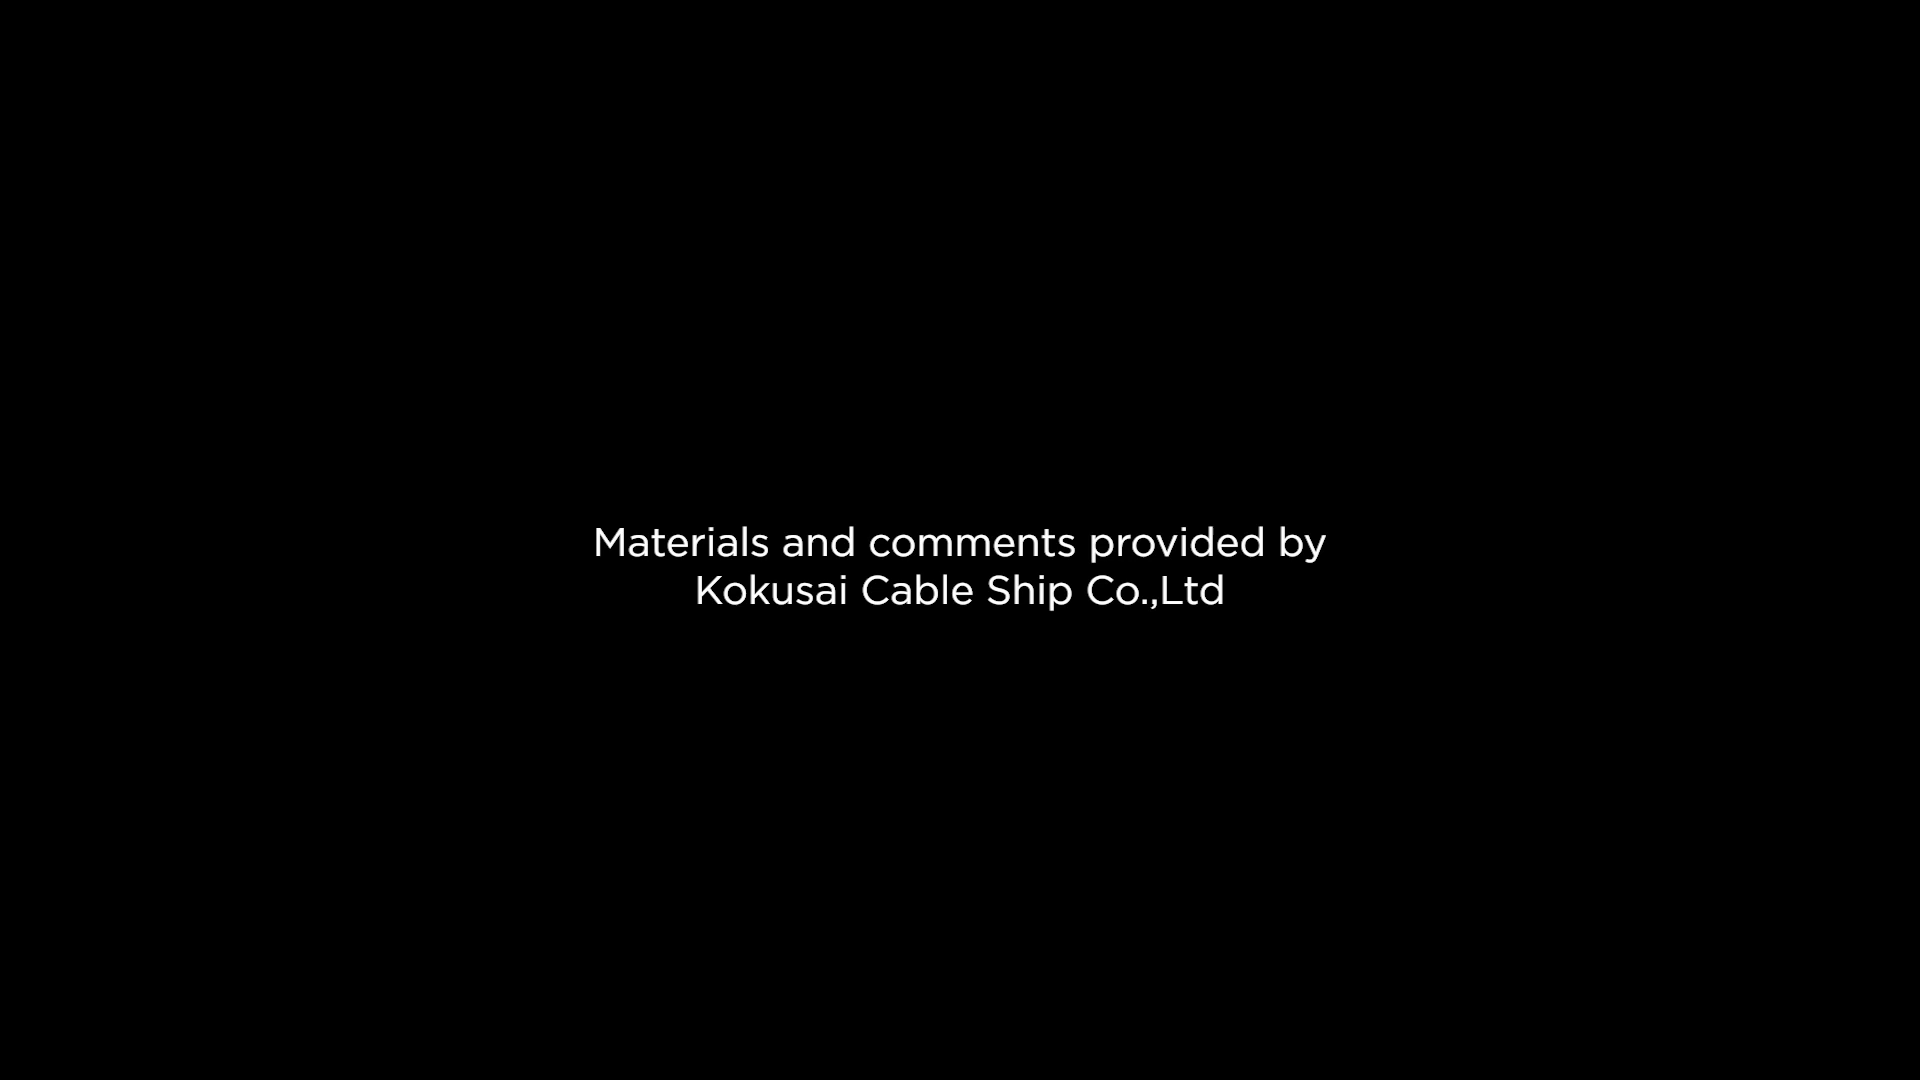 Materials and comments provided by
Kokusai Cable Ship Co.,Ltd